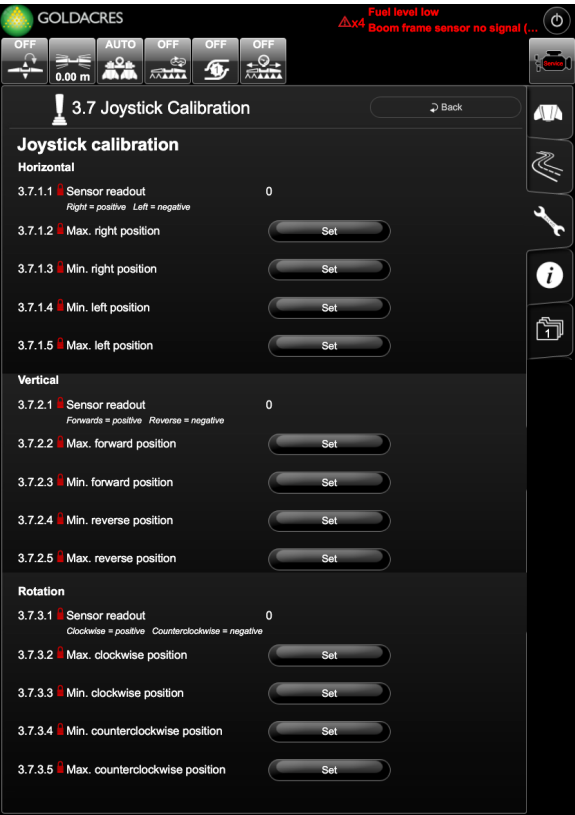 GOLDACRES
x4 Fuel level low
Boom frame sensor no signal (...
OFF
AUTO
OFF
OFF
OFF
0.00 m
Service
3.7 Joystick Calibration
Back
Joystick calibration
Horizontal
3.7.1.1 Sensor readout 0
Right = positive Left = negative
3.7.1.2 Max. right position Set
3.7.1.3 Min. right position Set
3.7.1.4 Min. left position Set
3.7.1.5 Max. left position Set
1
Vertical
3.7.2.1 Sensor readout 0
Forwards = positive Reverse = negative
3.7.2.2 Max. forward position Set
3.7.2.3 Min. forward position Set
3.7.2.4 Min. reverse position Set
3.7.2.5 Max. reverse position Set
Rotation
3.7.3.1 Sensor readout 0
Clockwise = positive Counterclockwise = negative
3.7.3.2 Max. clockwise position Set
3.7.3.3 Min. clockwise position Set
3.7.3.4 Min. counterclockwise position Set
3.7.3.5 Max. counterclockwise position Set